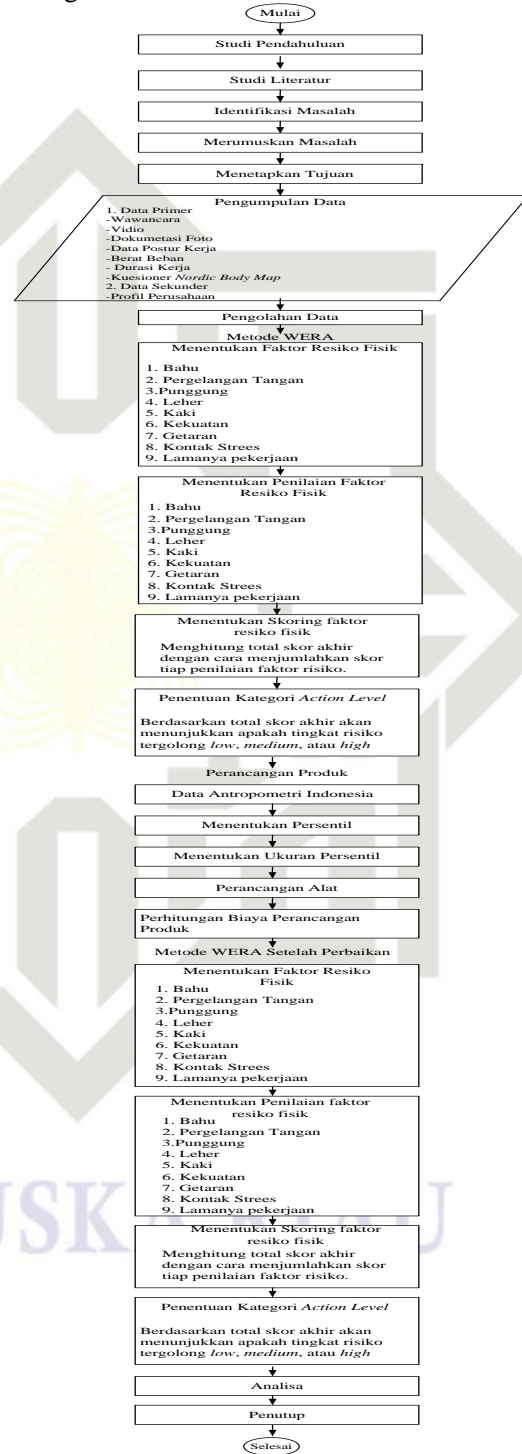 Mulai
Studi Pendahuluan
Studi Literatur
Identifikasi Masalah
Merumuskan Masalah
Menetapkan Tujuan
Pengumpulan Data
1. Data Primer
-Wawancara
-Vidio
-Dokumetasi Foto
-Data Postur Kerja
-Berat Beban
- Durasi Kerja
-Kuesioner Nordic Body Map
2. Data Sekunder
-Profil Perusahaan
Pengolahan Data
Metode WERA
Menentukan Faktor Resiko Fisik
1. Bahu
2. Pergelangan Tangan
3.Punggung
4. Leher
5. Kaki
6. Kekuatan
7. Getaran
8. Kontak Strees
9. Lamanya pekerjaan
Menentukan Penilaian Faktor
Resiko Fisik
1. Bahu
2. Pergelangan Tangan
3.Punggung
4. Leher
5. Kaki
6. Kekuatan
7. Getaran
8. Kontak Strees
9. Lamanya pekerjaan
Menentukan Skoring faktor
resiko fisik
Menghitung total skor akhir
dengan cara menjumlahkan skor
tiap penilaian faktor risiko.
Penentuan Kategori Action Level
Berdasarkan total skor akhir akan
menunjukkan apakah tingkat risiko
tergolong low, medium, atau high
Perancangan Produk
Data Antropometri Indonesia
Menentukan Persentil
Menentukan Ukuran Persentil
Perancangan Alat
Perhitungan Biaya Perancangan
Produk
Metode WERA Setelah Perbaikan
Menentukan Faktor Resiko
Fisik
1. Bahu
2. Pergelangan Tangan
3.Punggung
4. Leher
5. Kaki
6. Kekuatan
7. Getaran
8. Kontak Strees
9. Lamanya pekerjaan
Menentukan Penilaian faktor
resiko fisik
1. Bahu
2. Pergelangan Tangan
3.Punggung
4. Leher
5. Kaki
6. Kekuatan
7. Getaran
8. Kontak Strees
9. Lamanya pekerjaan
Menentukan Skoring faktor
resiko fisik
Menghitung total skor akhir
dengan cara menjumlahkan skor
tiap penilaian faktor risiko.
Penentuan Kategori Action Level
Berdasarkan total skor akhir akan
menunjukkan apakah tingkat risiko
tergolong low, medium, atau high
Analisa
Penutup
Selesai